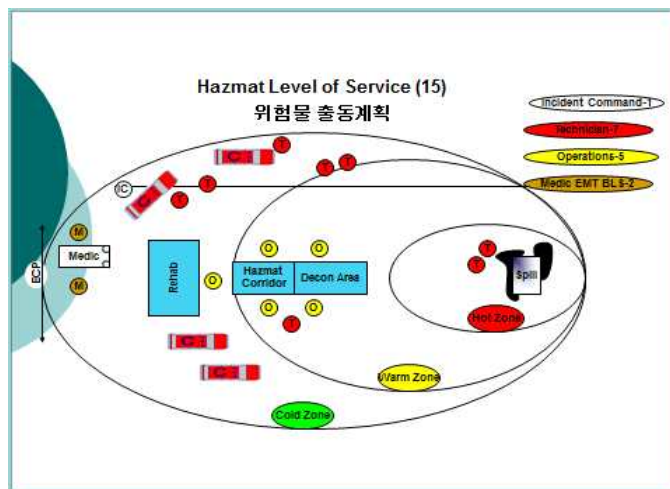 Hazmat Level of Service (15)
위험물 출동계획
Incident Command-1
Technician-7
Operations-5
Medic EMT BLS-2
T
T
T
T
T
IC
T
M
Medic
M
ECP
Rehab
O
O
O
Hazmat
Corridor
Decon Area
O
O
T
T
T
Spill
Hot Zone
Warm Zone
Cold Zone